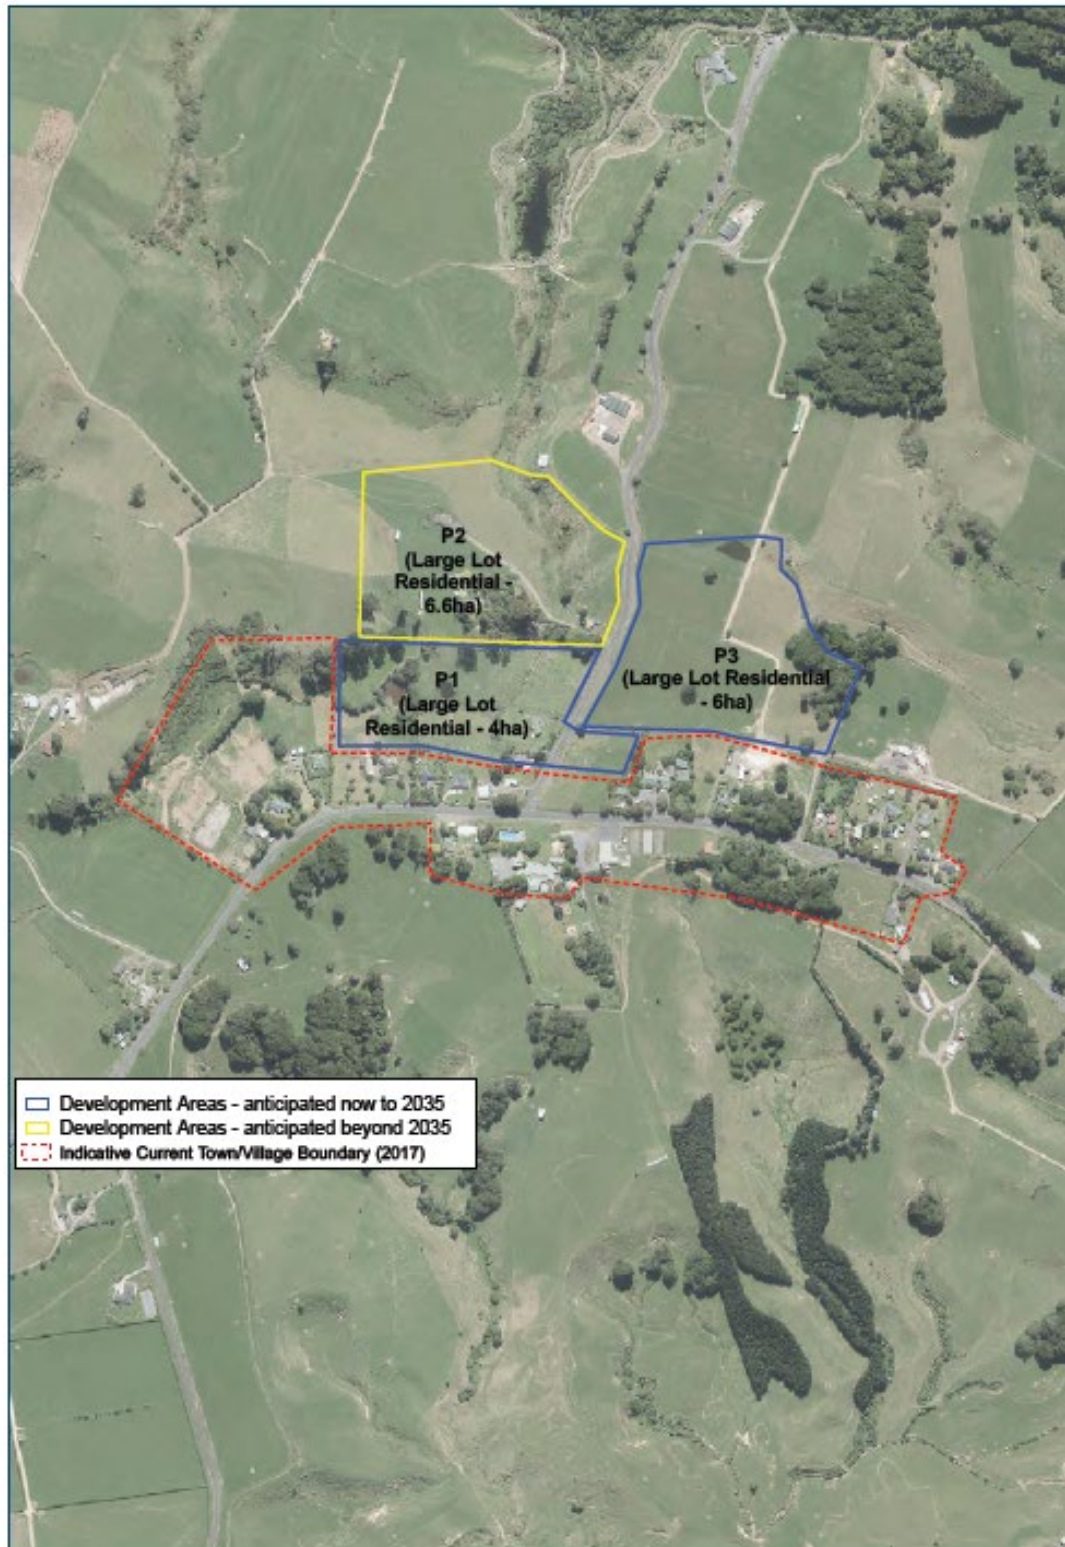 P2
(Large Lot
Residential -
6.6ha)
P1
(Large Lot
Residential - 4ha)
P3
(Large Lot Residential
- 6ha)
Development Areas - anticipated now to 2035
Development Areas - anticipated beyond 2035
Indicative Current Town/Village Boundary (2017)